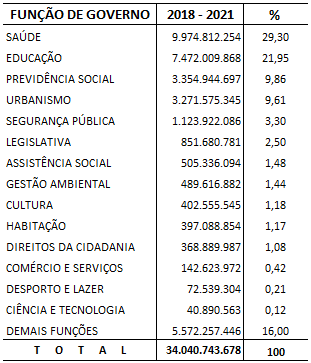 FUNÇÃO DE GOVERNO 2018 - 2021 %
SAÚDE 9.974.812.254 29,30
EDUCAÇÃO 7.472.009.868 21,95
PREVIDÊNCIA SOCIAL 3.354.944.697 9,86
URBANISMO 3.271.575.345 9,61
SEGURANÇA PÚBLICA 1.123.922.086 3,30
LEGISLATIVA 851.680.781 2,50
ASSISTÊNCIA SOCIAL 505.336.094 1,48
GESTÃO AMBIENTAL 489.616.882 1,44
CULTURA 402.555.545 1,18
HABITAÇÃO 397.088.854 1,17
DIREITOS DA CIDADANIA 368.889.987 1,08
COMÉRCIO E SERVIÇOS 142.623.972 0,42
DESPORTO E LAZER 72.539.304 0,21
CIÊNCIA E TECNOLOGIA 40.890.563 0,12
DEMAIS FUNÇÕES 5.572.257.446 16,00
T O T A L 34.040.743.678 100